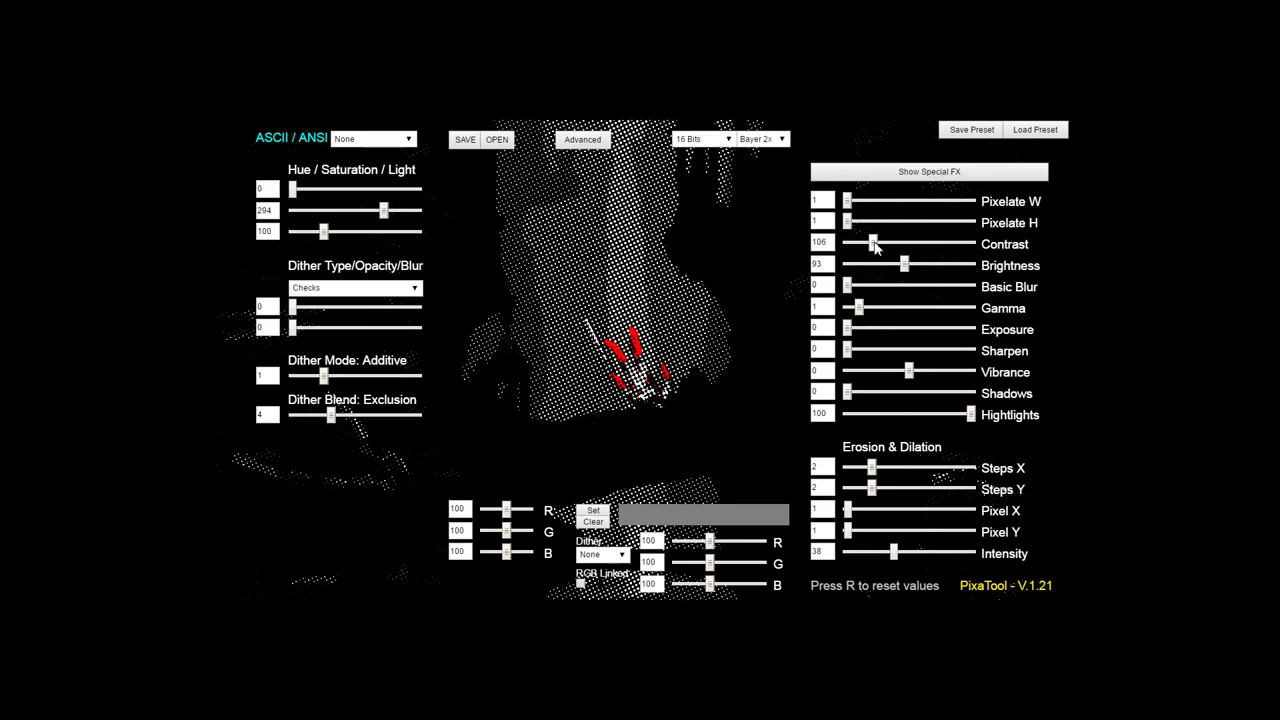 ASCII / ANSI None
SAVE OPEN
Advanced
16 Bits Bayer 2x
Save Preset Load Preset
Hue / Saturation / Light
0
294
100
Dither Type/Opacity/Blur
Checks
0
0
Dither Mode: Additive
1
Dither Blend: Exclusion
4
Show Special FX
1 Pixelate W
1 Pixelate H
106 Contrast
93 Brightness
0 Basic Blur
1 Gamma
0 Exposure
0 Sharpen
0 Vibrance
0 Shadows
100 Hightlights
Erosion & Dilation
2 Steps X
2 Steps Y
1 Pixel X
1 Pixel Y
38 Intensity
100 R
100 G
100 B
Set
Clear
Dither
None
RGB Linked
100 R
100 G
100 B
Press R to reset values
PixaTool - V.1.21